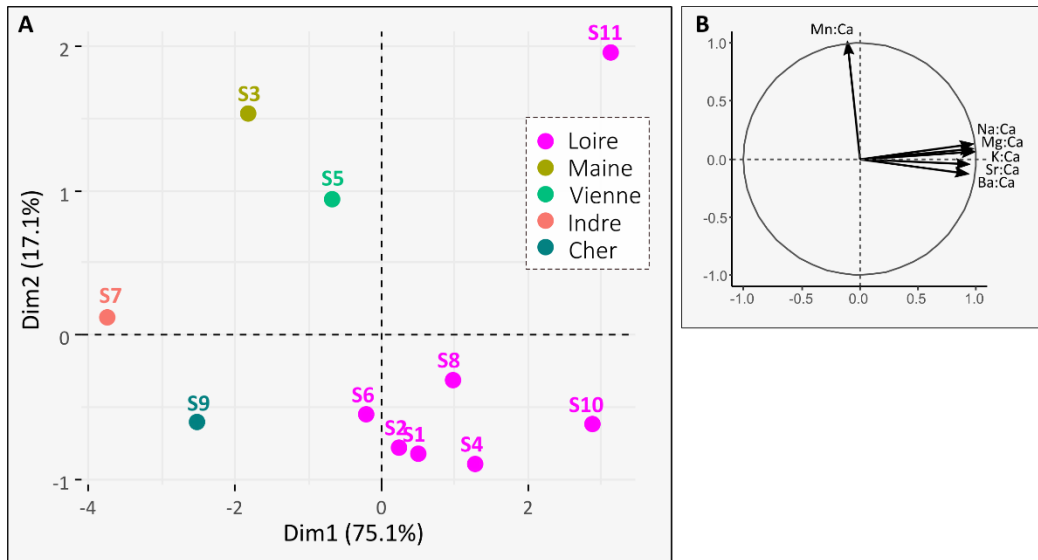 A
S11
S3
S5
S7
S8
S6
S9
S10
S2
S1
S4
Loire
Maine
Vienne
Indre
Cher
2
1
0
-1
-4
-2
0
2
Dim1 (75.1%)
Dim2 (17.1%)
B
Mn:Ca
Na:Ca
Mg:Ca
K:Ca
Sr:Ca
Ba:Ca
1.0
0.5
0.0
-0.5
-1.0
-1.0
-0.5
0.0
0.5
1.0